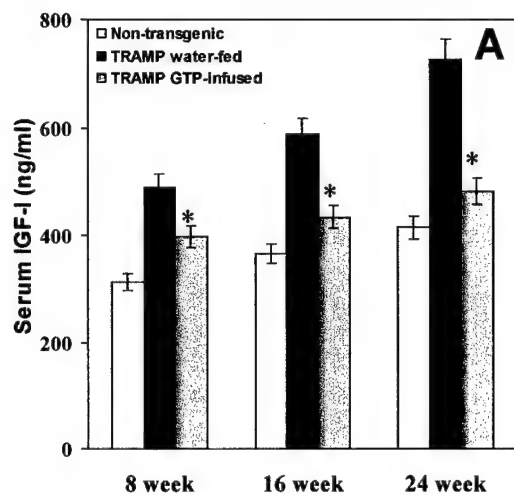 800
600
400
200
0
Serum IGF-I (ng/ml)
Non-transgenic
TRAMP water-fed
TRAMP GTP-infused
A
*
*
*
8 week 16 week 24 week